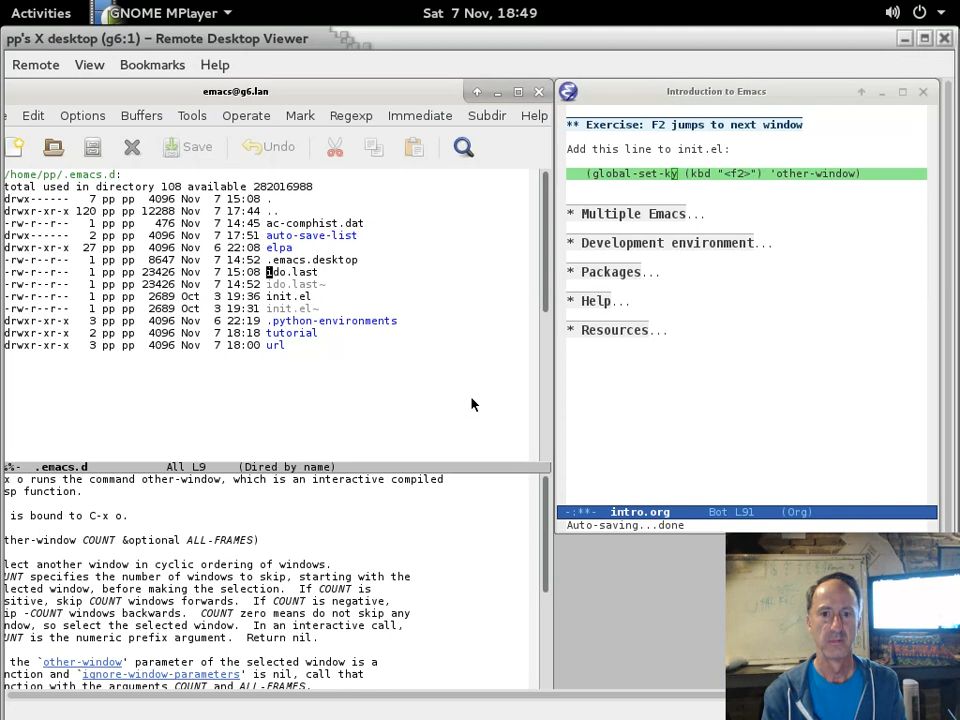 Activities GNOME MPlayer Sat 7 Nov, 18:49
pp's X desktop (g6:1) – Remote Desktop Viewer
Remote View Bookmarks Help
emacs@g6.lan
Edit Options Buffers Tools Operate Mark Regexp Immediate Subdir Help
Save Undo
/home/pp/.emacs.d:
total used in directory 108 available 282016988
drwx------ 7 pp pp 4096 Nov 7 15:08 .
drwxr-xr-x 120 pp pp 12288 Nov 7 17:44 ..
-rw-r--r-- 1 pp pp 476 Nov 7 14:45 ac-comphist.dat
drwx------ 2 pp pp 4096 Nov 7 17:51 auto-save-list
drwxr-xr-x 27 pp pp 4096 Nov 6 22:08 elpa
-rw-r--r-- 1 pp pp 8647 Nov 7 14:52 .emacs.desktop
-rw-r--r-- 1 pp pp 23426 Nov 7 15:08 ido.last
-rw-r--r-- 1 pp pp 23426 Nov 7 14:52 ido.last~
-rw-r--r-- 1 pp pp 2689 Oct 3 19:36 init.el
-rw-r--r-- 1 pp pp 2689 Oct 3 19:31 init.el~
drwxr-xr-x 3 pp pp 4096 Nov 6 22:19 .python-environments
drwxr-xr-x 2 pp pp 4096 Nov 7 18:18 tutorial
drwxr-xr-x 3 pp pp 4096 Nov 7 18:00 url
%%- .emacs.d All L9 (Dired by name)
x o runs the command other-window, which is an interactive compiled
sp function.
is bound to C-x o.
ther-window COUNT &optional ALL-FRAMES)
lect another window in cyclic ordering of windows.
UNT specifies the number of windows to skip, starting with the
lected window, before making the selection. If COUNT is
sitive, skip COUNT windows forwards. If COUNT is negative,
ip -COUNT windows backwards. COUNT zero means do not skip any
ndow, so select the selected window. In an interactive call,
UNT is the numeric prefix argument. Return nil.
the `other-window' parameter of the selected window is a
nction and `ignore-window-parameters' is nil, call that
nction with the arguments COUNT and ALL-FRAMES.
Introduction to Emacs
** Exercise: F2 jumps to next window
Add this line to init.el:
(global-set-ky (kbd "<f2>") 'other-window)
* Multiple Emacs...
* Development environment...
* Packages...
* Help...
* Resources...
-:**- intro.org Bot L91 (Org)
Auto-saving...done